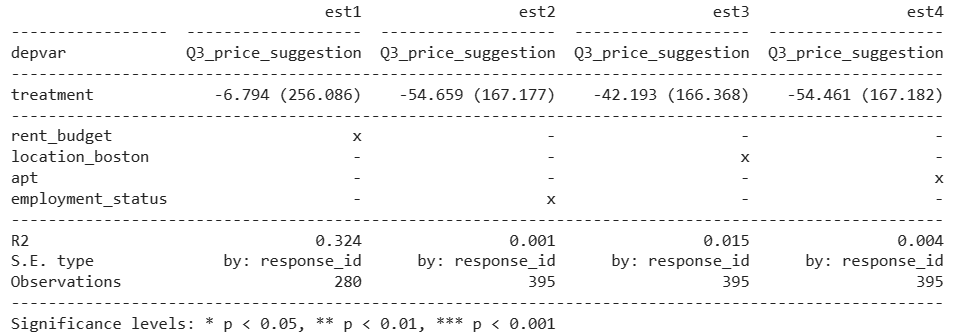 est1 est2 est3 est4
----------------- ------------------ ------------------ ------------------ ------------------
depvar Q3_price_suggestion Q3_price_suggestion Q3_price_suggestion Q3_price_suggestion
------------------------------------------------------------------------------------------
treatment -6.794 (256.086) -54.659 (167.177) -42.193 (166.368) -54.461 (167.182)
------------------------------------------------------------------------------------------
rent_budget x - - -
location_boston - - x -
apt - - - x
employment_status - x - -
------------------------------------------------------------------------------------------
R2 0.324 0.001 0.015 0.004
S.E. type by: response_id by: response_id by: response_id by: response_id
Observations 280 395 395 395
------------------------------------------------------------------------------------------
Significance levels: * p < 0.05, ** p < 0.01, *** p < 0.001